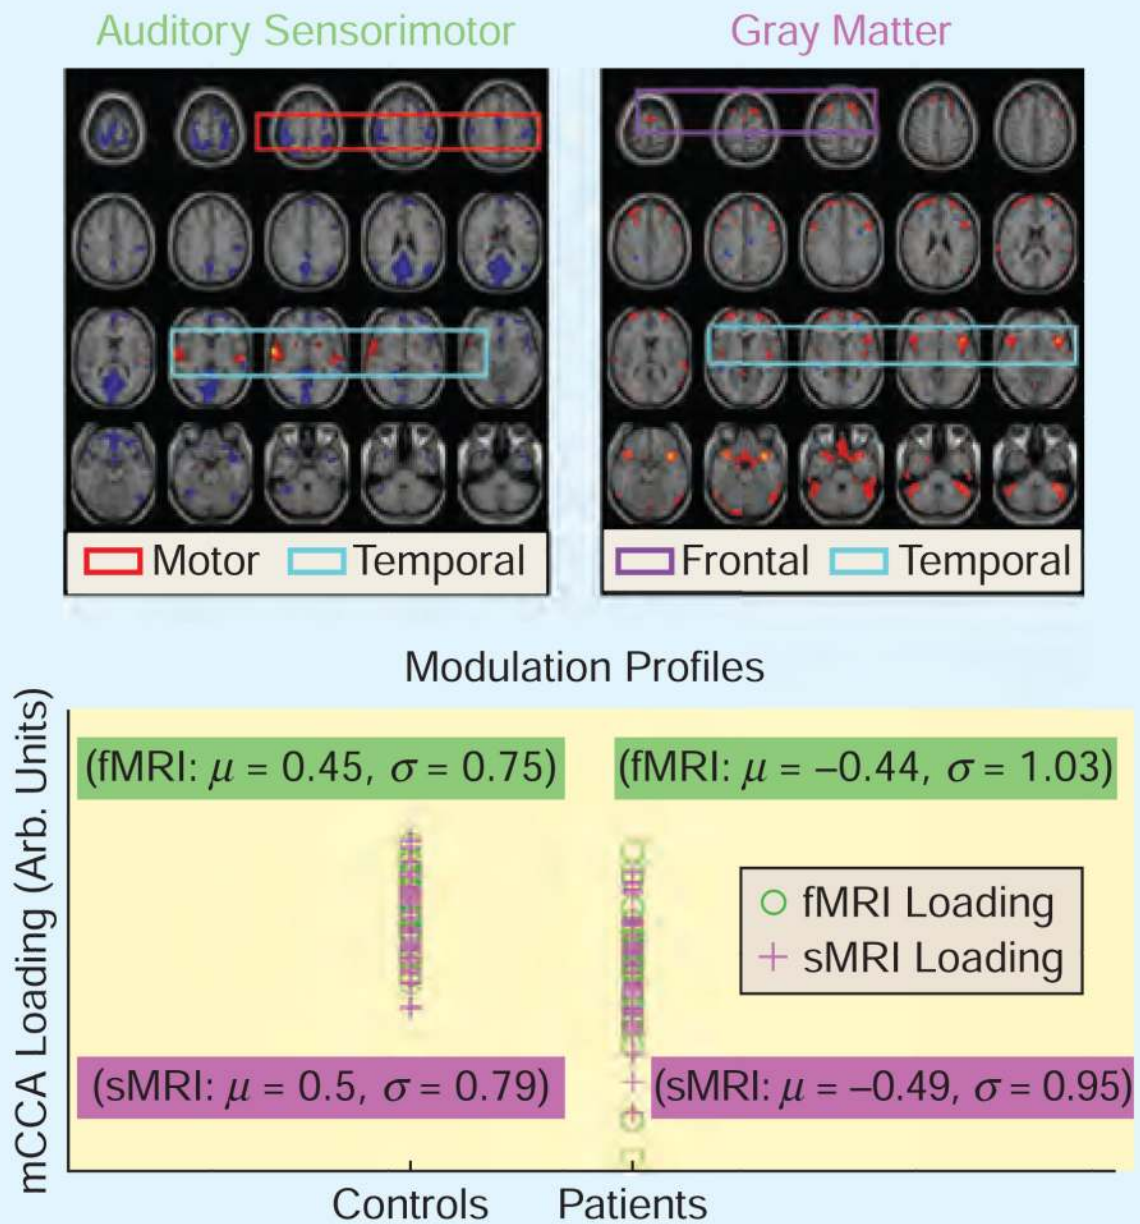 Auditory Sensorimotor
Gray Matter
Motor
Temporal
Frontal
Temporal
Modulation Profiles
mCCA Loading (Arb. Units)
(fMRI: μ = 0.45, σ = 0.75)
(fMRI: μ = –0.44, σ = 1.03)
fMRI Loading
sMRI Loading
(sMRI: μ = 0.5, σ = 0.79)
(sMRI: μ = –0.49, σ = 0.95)
Controls
Patients